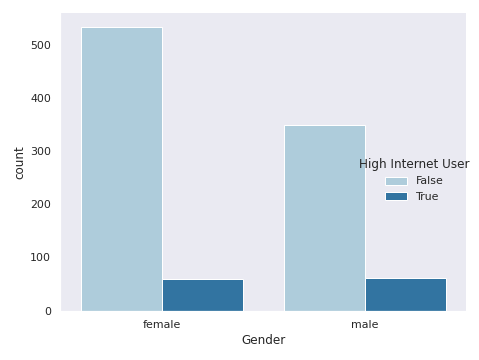 500
400
300
200
100
0
count
High Internet User
False
True
female
male
Gender